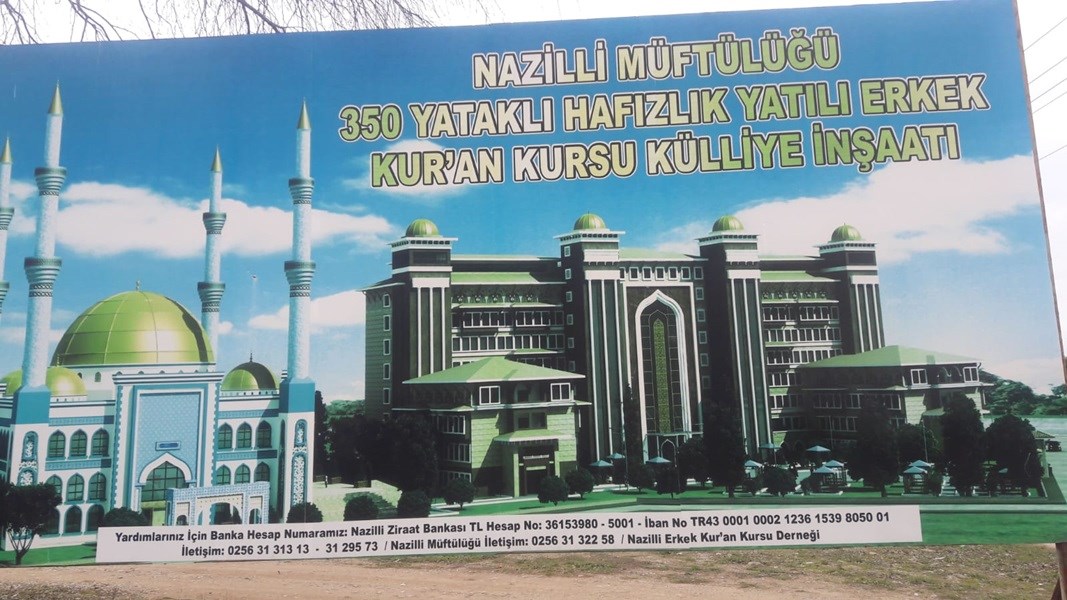 NAZİLLİ MÜFTÜLÜĞÜ
350 YATAKLI HAFIZLIK YATILI ERKEK
KUR'AN KURSU KÜLLİYE İNŞAATI
Yardımlarınız İçin Banka Hesap Numaramız: Nazilli Ziraat Bankası TL Hesap No: 36153980 - 5001 - İban No TR43 0001 0002 1236 1539 8050 01
İletişim: 0256 31 313 13 - 31 295 73 / Nazilli Müftülüğü İletişim: 0256 31 322 58 / Nazilli Erkek Kur'an Kursu Derneği